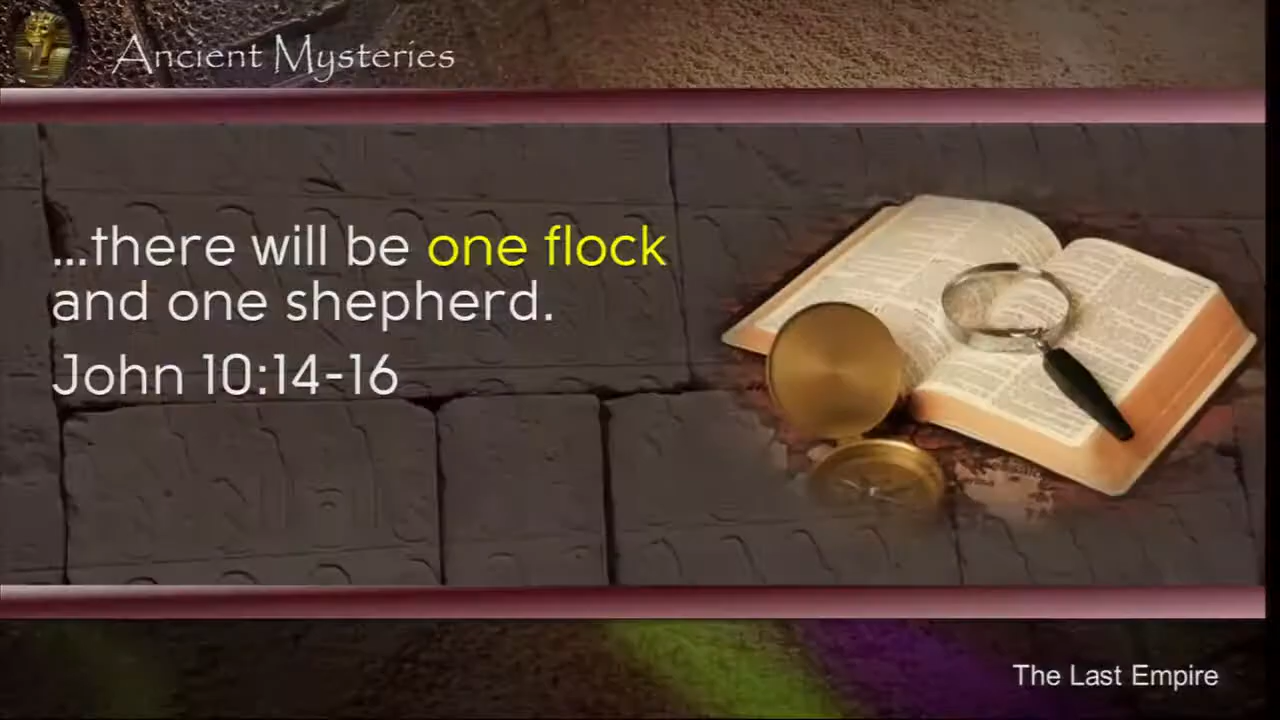 Ancient Mysteries
...there will be one flock
and one shepherd.
John 10:14-16
The Last Empire